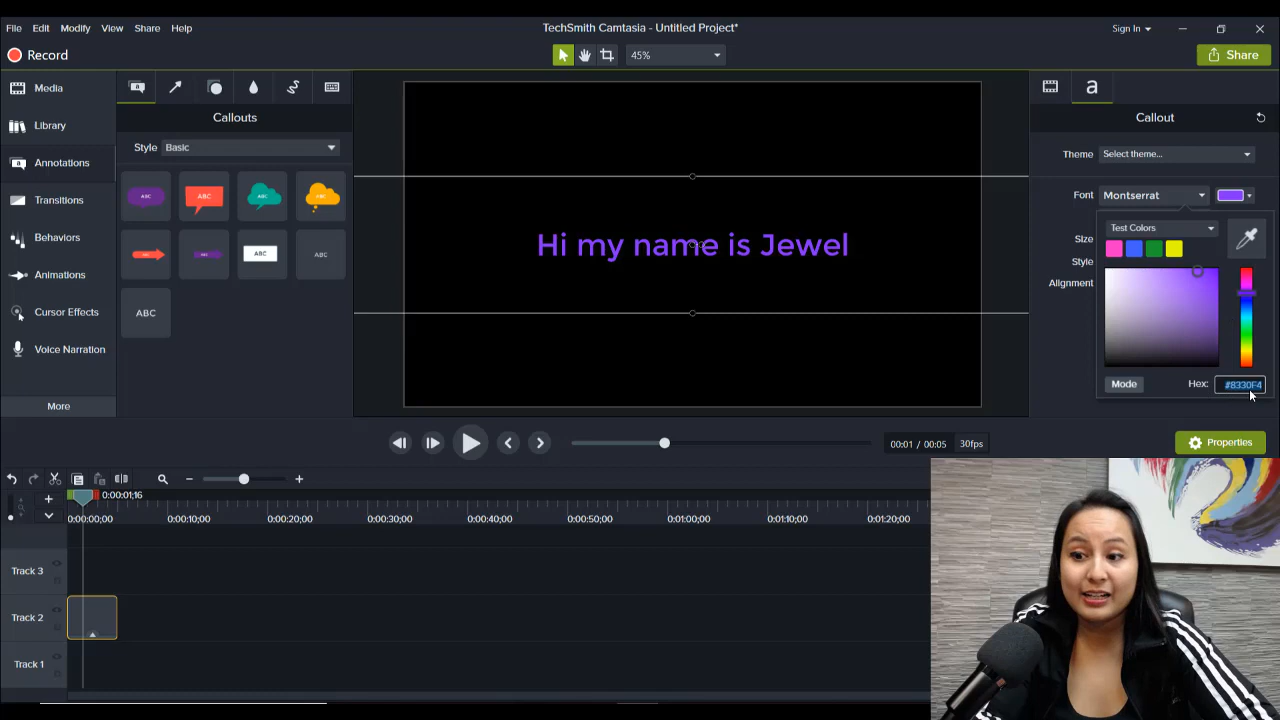 TechSmith Camtasia - Untitled Project*
File Edit Modify View Share Help
Sign In
Record
45%
Share
Media
Library
Annotations
Transitions
Behaviors
Animations
Cursor Effects
Voice Narration
More
Callouts
Style Basic
ABC ABC ABC ABC
ABC ABC
ABC
Hi my name is Jewel
Callout
Theme Select theme...
Font Montserrat
Test Colors
Size
Style
Alignment
Mode Hex: #8330F4
00:01 / 00:05 30fps
Properties
0:00:01;16
0:00:00;00 0:00:10;00 0:00:20;00 0:00:30;00 0:00:40;00 0:00:50;00 0:01:00;00 0:01:10;00 0:01:20;00
Track 3
Track 2
Track 1